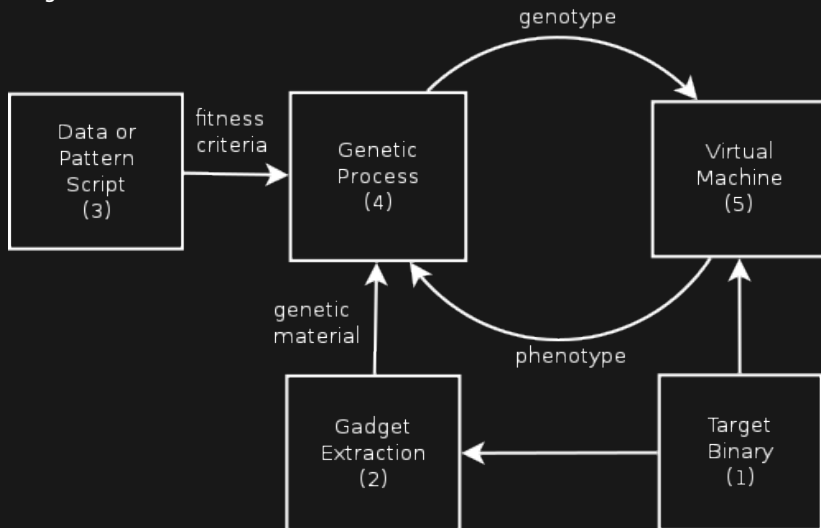 genotype
Data or
Pattern
Script
(3)
fitness
criteria
Genetic
Process
(4)
Virtual
Machine
(5)
genetic
material
phenotype
Gadget
Extraction
(2)
Target
Binary
(1)